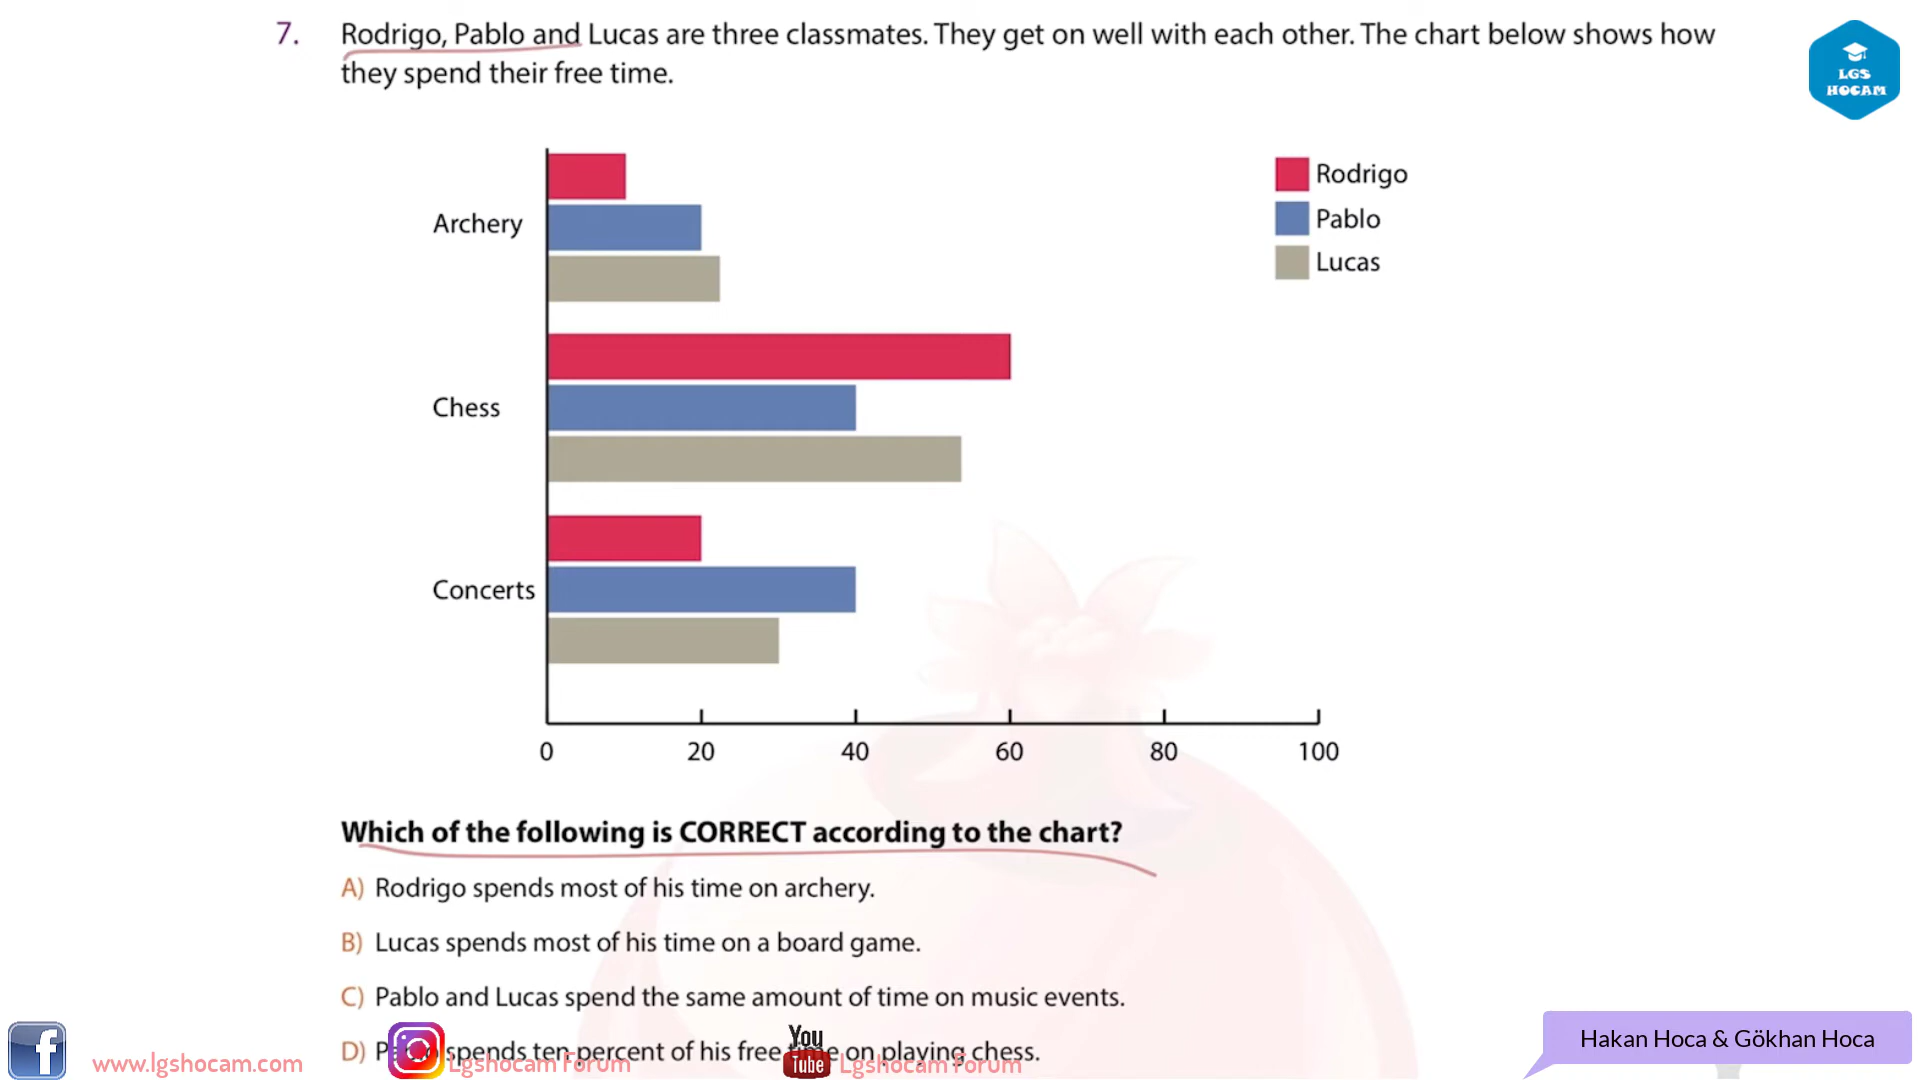 7. Rodrigo, Pablo and Lucas are three classmates. They get on well with each other. The chart below shows how
they spend their free time.
LGS
HOCAM
Rodrigo
Pablo
Lucas
Archery
Chess
Concerts
0 20 40 60 80 100
Which of the following is CORRECT according to the chart?
A) Rodrigo spends most of his time on archery.
B) Lucas spends most of his time on a board game.
C) Pablo and Lucas spend the same amount of time on music events.
D) Pablo spends ten percent of his free time on playing chess.
www.lgshocam.com
Lgshocam Forum
You
Tube
Lgshocam Forum
Hakan Hoca & Gökhan Hoca